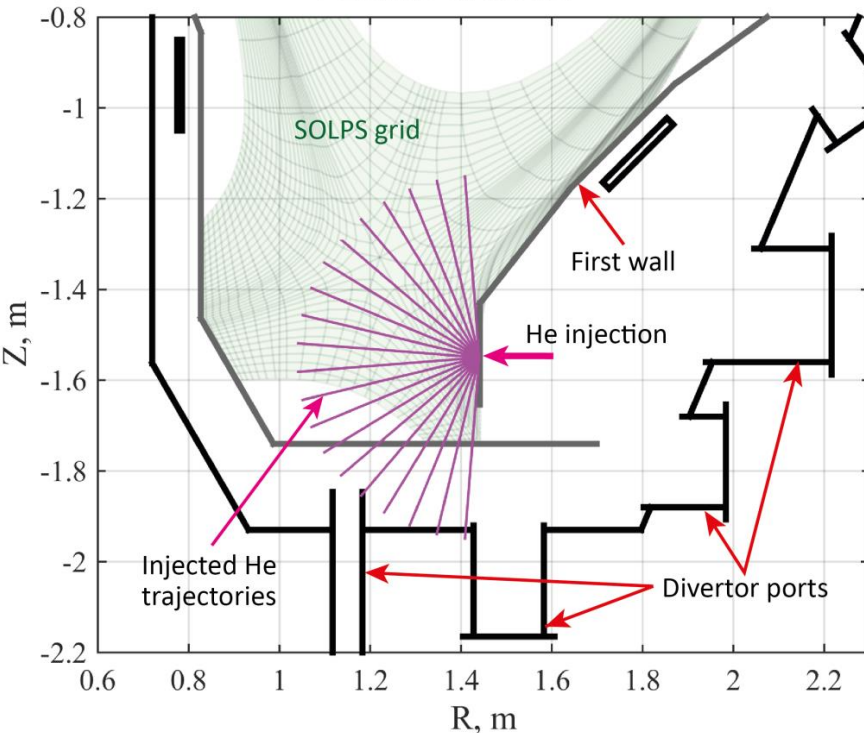 -0.8
-1
-1.2
-1.4
-1.6
-1.8
-2
-2.2
Z, m
SOLPS grid
First wall
He injection
Injected He
trajectories
Divertor ports
0.6
0.8
1
1.2
1.4
1.6
1.8
2
2.2
R, m